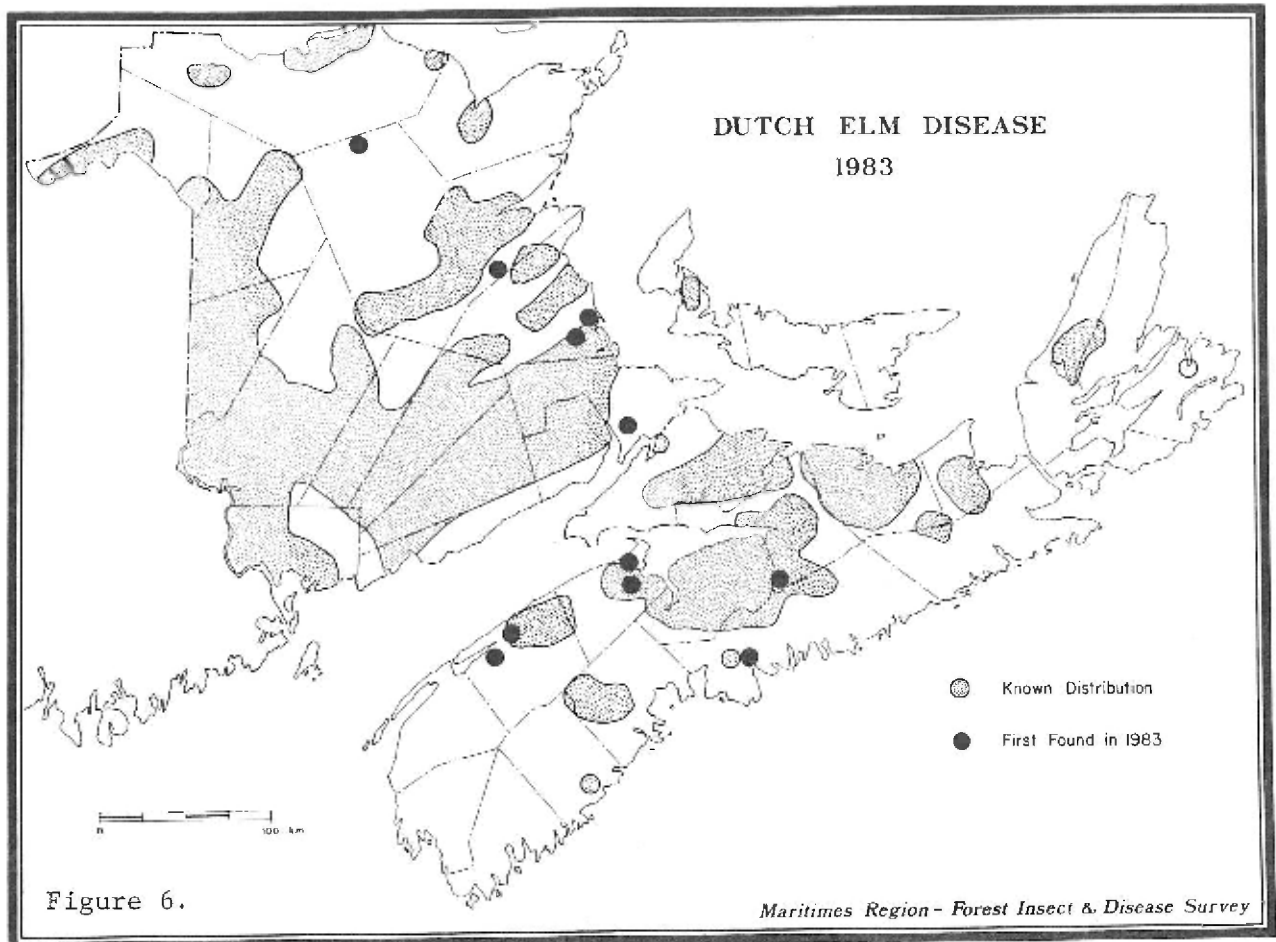 DUTCH ELM DISEASE
1983
Known Distribution
First Found in 1983
0 100 km
Figure 6.
Maritimes Region - Forest Insect & Disease Survey